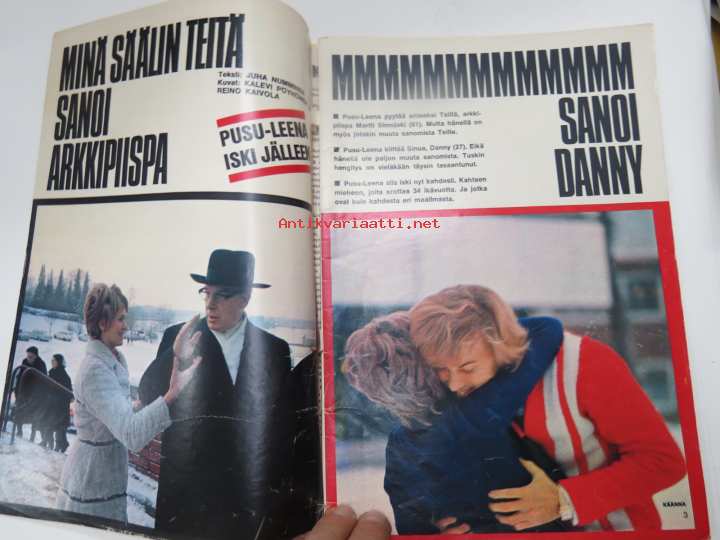 MINÄ SÄÄLIN TEITÄ
SANOI
ARKKIPIISPA
Teksti: JUHA NUMMINEN
Kuvat: KALEVI
REINO KAIVOLA
PUSU-LEENA
ISKI JÄLLEEN
MMMMMMMMMMMMM
SANOI
DANNY
Pusu-Leena pyytää anteeksi Teiltä, arkki-
piispa Martti Simojoki (61). Mutta hänellä on
myös jotakin muuta sanomista Teille.
Pusu-Leena kiittää Sinua, Danny (27). Eikä
hänellä ole paljon muuta sanomista. Tuskin
hengitys on vieläkään täysin tasaantunut.
Pusu-Leena siis iski nyt kahdesti. Kahteen
mieheen, joita erottaa 34 ikävuotta. Ja jotka
ovat kuin kahdesta eri maailmasta.
Antikvariaatti.net
KÄÄNNÄ
3